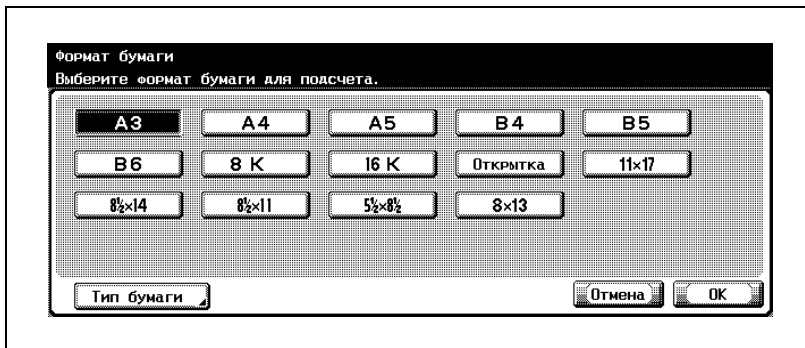 Формат бумаги
Выберите формат бумаги для подсчета.
A3 A4 A5 B4 B5
B6 8 K 16 K Открытка 11×17
8½×14 8½×11 5½×8½ 8×13
Тип бумаги Отмена OK